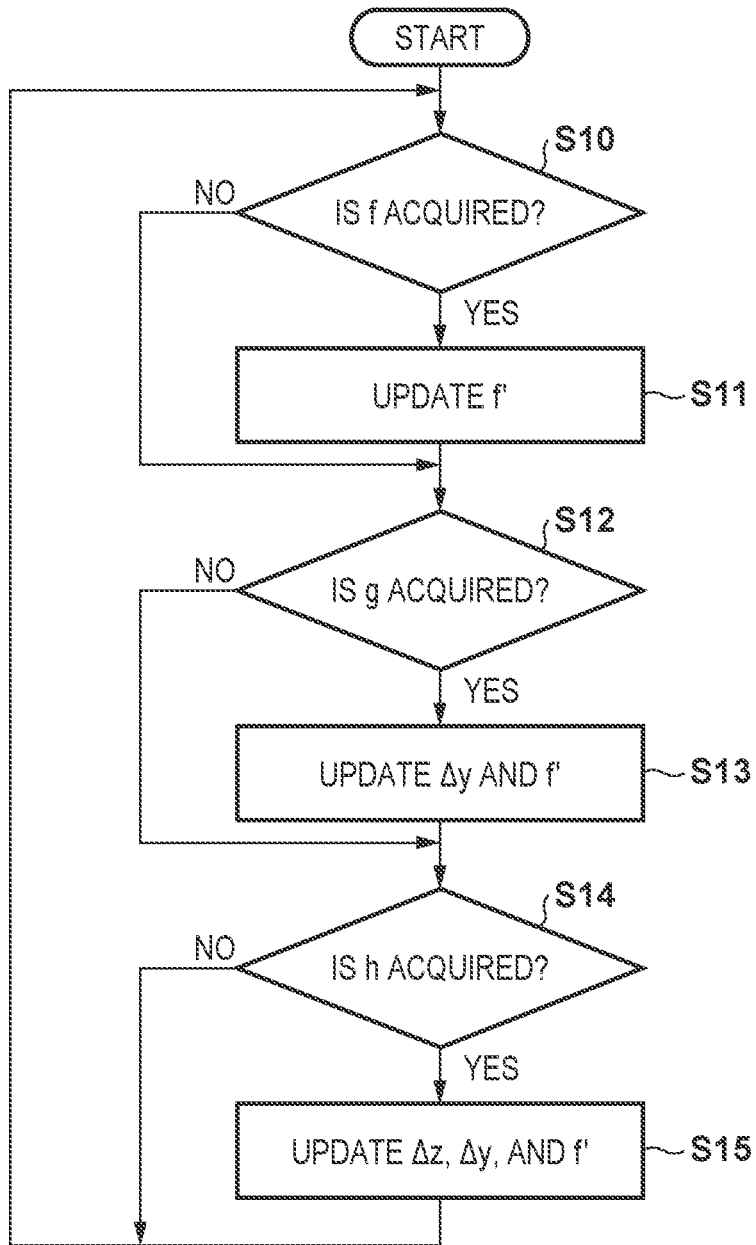 START
S10
NO
IS f ACQUIRED?
YES
UPDATE f'
S11
S12
NO
IS g ACQUIRED?
YES
UPDATE Δy AND f'
S13
S14
NO
IS h ACQUIRED?
YES
UPDATE Δz, Δy, AND f'
S15